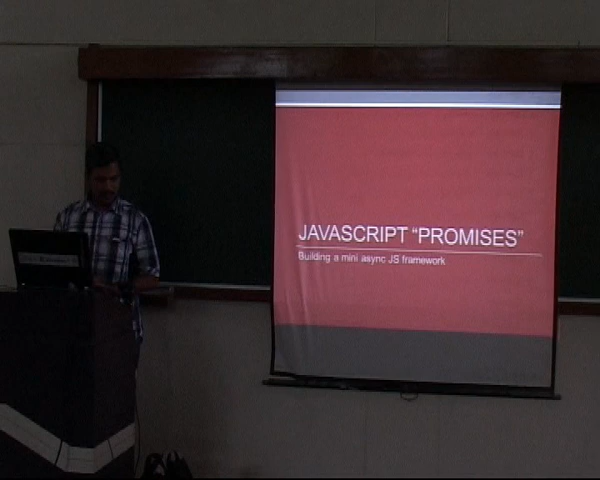 JAVASCRIPT “PROMISES”
Building a mini async JS framework